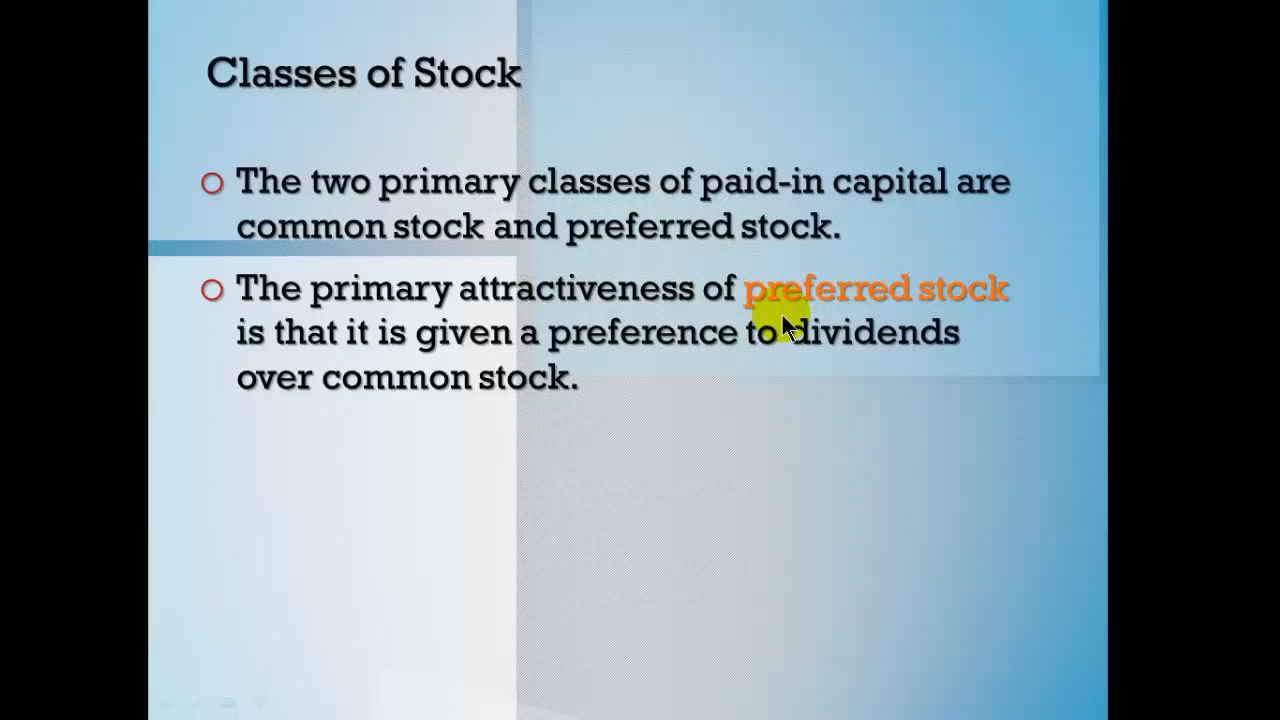 Classes of Stock
The two primary classes of paid-in capital are
common stock and preferred stock.
The primary attractiveness of preferred stock
is that it is given a preference to dividends
over common stock.